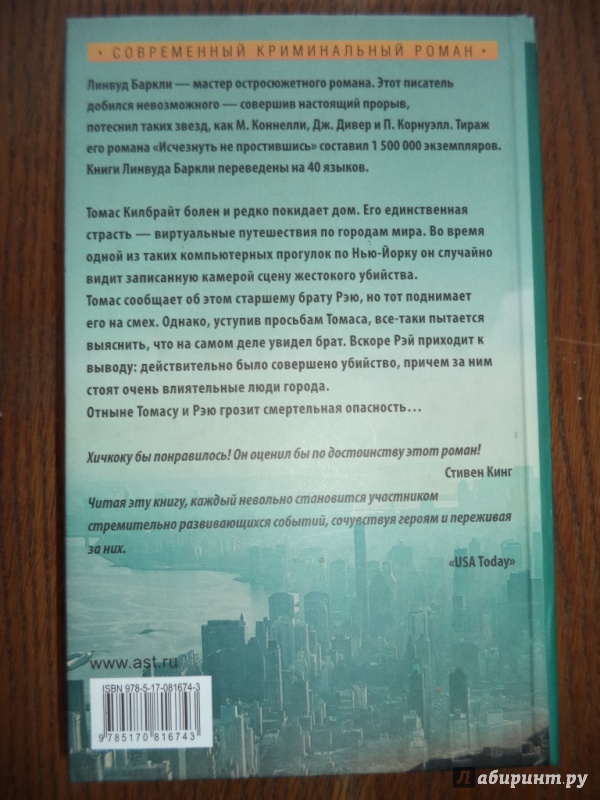 • СОВРЕМЕННЫЙ КРИМИНАЛЬНЫЙ РОМАН •
Линвуд Баркли — мастер остросюжетного романа. Этот писатель
добился невозможного — совершив настоящий прорыв,
потеснил таких звезд, как М. Коннелли, Дж. Дивер и П. Корнуэлл. Тираж
его романа «Исчезнуть не простившись» составил 1 500 000 экземпляров.
Книги Линвуда Баркли переведены на 40 языков.
Томас Килбрайт болен и редко покидает дом. Его единственная
страсть — виртуальные путешествия по городам мира. Во время
одной из таких компьютерных прогулок по Нью-Йорку он случайно
видит записанную камерой сцену жестокого убийства.
Томас сообщает об этом старшему брату Рэю, но тот поднимает
его на смех. Однако, уступив просьбам Томаса, все-таки пытается
выяснить, что на самом деле увидел брат. Вскоре Рэй приходит к
выводу: действительно было совершено убийство, причем за ним
стоят очень влиятельные люди города.
Отныне Томасу и Рэю грозит смертельная опасность...
Хичкоку бы понравилось! Он оценил бы по достоинству этот роман!
Стивен Кинг
Читая эту книгу, каждый невольно становится участником
стремительно развивающихся событий, сочувствуя героям и переживая
за них.
«USA Today»
www.ast.ru
ISBN 978-5-17-081674-3
9 785170 816743
Лабиринт.ру